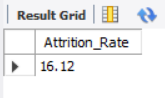 Result Grid
Attrition_Rate
16.12